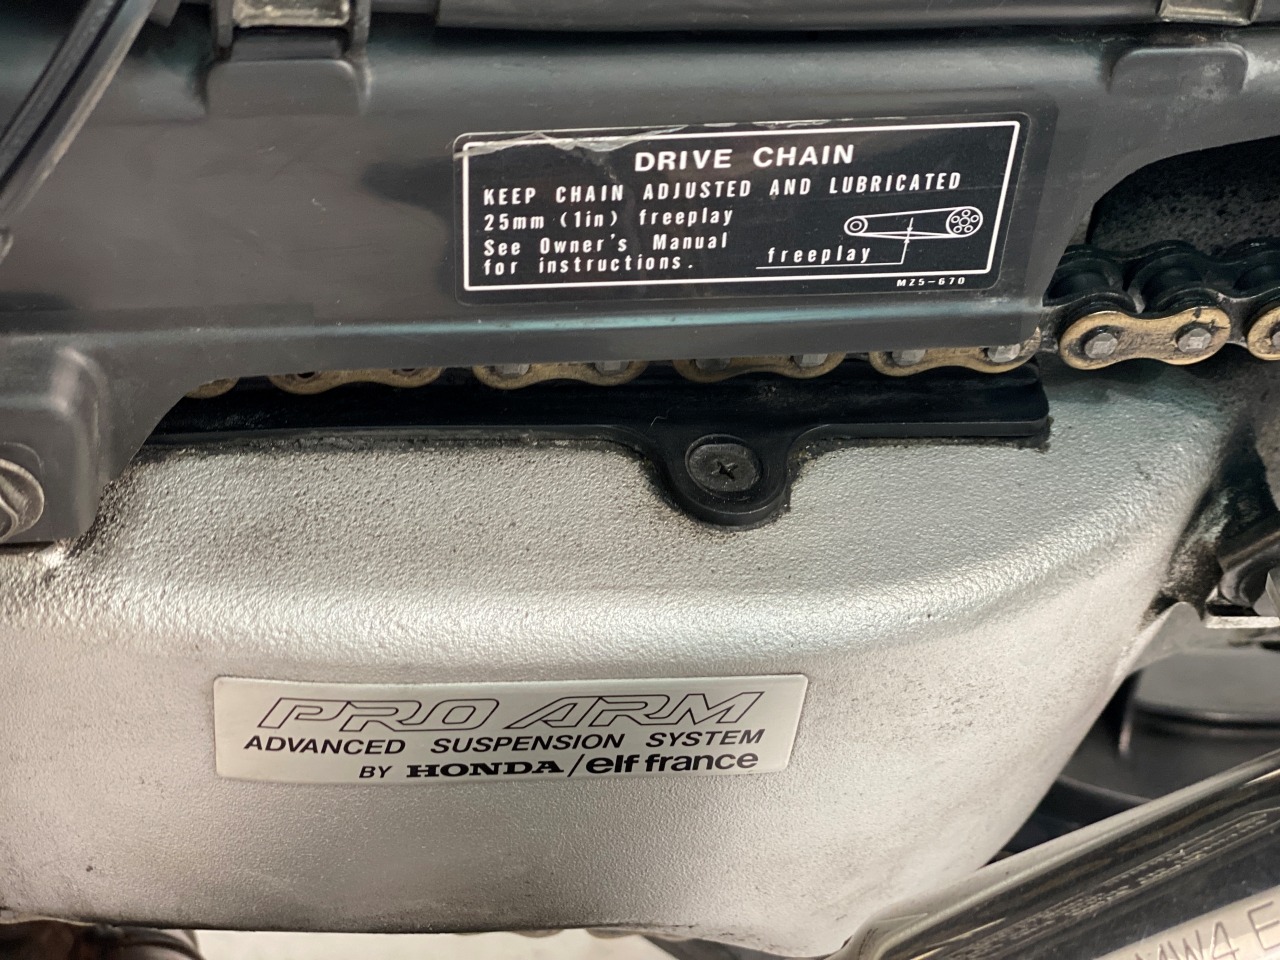 DRIVE CHAIN
KEEP CHAIN ADJUSTED AND LUBRICATED
25mm (1in) freeplay
See Owner's Manual
for instructions.
freeplay
MZ5-670
PRO ARM
ADVANCED SUSPENSION SYSTEM
BY HONDA/elf france
MW4 E